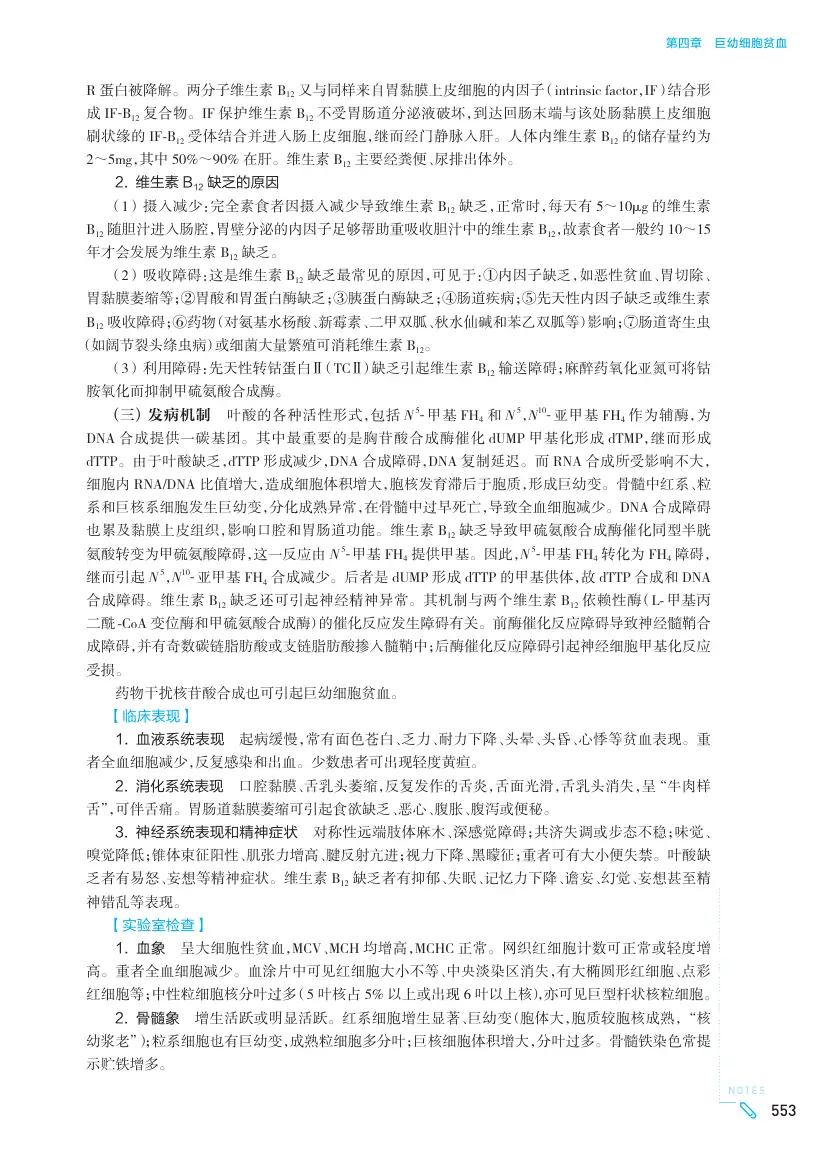 第四章 巨幼细胞贫血
R 蛋白被降解。两分子维生素 B12 又与同样来自胃黏膜上皮细胞的内因子(intrinsic factor,IF)结合形
成 IF-B12 复合物。IF 保护维生素 B12 不受胃肠道分泌液破坏,到达回肠末端与该处肠黏膜上皮细胞
刷状缘的 IF-B12 受体结合并进入肠上皮细胞,继而经门静脉入肝。人体内维生素 B12 的储存量约为
2~5mg,其中 50%~90% 在肝。维生素 B12 主要经粪便、尿排出体外。
2. 维生素 B12 缺乏的原因
(1)摄入减少:完全素食者因摄入减少导致维生素 B12 缺乏,正常时,每天有 5~10μg 的维生素
B12 随胆汁进入肠腔,胃壁分泌的内因子足够帮助重吸收胆汁中的维生素 B12,故素食者一般约 10~15
年才会发展为维生素 B12 缺乏。
(2)吸收障碍:这是维生素 B12 缺乏最常见的原因,可见于:①内因子缺乏,如恶性贫血、胃切除、
胃黏膜萎缩等;②胃酸和胃蛋白酶缺乏;③胰蛋白酶缺乏;④肠道疾病;⑤先天性内因子缺乏或维生素
B12 吸收障碍;⑥药物(对氨基水杨酸、新霉素、二甲双胍、秋水仙碱和苯乙双胍等)影响;⑦肠道寄生虫
(如阔节裂头绦虫病)或细菌大量繁殖可消耗维生素 B12。
(3)利用障碍:先天性转钴蛋白Ⅱ(TCⅡ)缺乏引起维生素 B12 输送障碍;麻醉药氧化亚氮可将钴
胺氧化而抑制甲硫氨酸合成酶。
(三)发病机制 叶酸的各种活性形式,包括 N5-甲基 FH4 和 N5,N10-亚甲基 FH4 作为辅酶,为
DNA 合成提供一碳基团。其中最重要的是胸苷酸合成酶催化 dUMP 甲基化形成 dTMP,继而形成
dTTP。由于叶酸缺乏,dTTP 形成减少,DNA 合成障碍,DNA 复制延迟。而 RNA 合成所受影响不大,
细胞内 RNA/DNA 比值增大,造成细胞体积增大,胞核发育滞后于胞质,形成巨幼变。骨髓中红系、粒
系和巨核系细胞发生巨幼变,分化成熟异常,在骨髓中过早死亡,导致全血细胞减少。DNA 合成障碍
也累及黏膜上皮组织,影响口腔和胃肠道功能。维生素 B12 缺乏导致甲硫氨酸合成酶催化同型半胱
氨酸转变为甲硫氨酸障碍,这一反应由 N5-甲基 FH4 提供甲基。因此,N5-甲基 FH4 转化为 FH4 障碍,
继而引起 N5,N10-亚甲基 FH4 合成减少。后者是 dUMP 形成 dTTP 的甲基供体,故 dTTP 合成和 DNA
合成障碍。维生素 B12 缺乏还可引起神经精神异常。其机制与两个维生素 B12 依赖性酶(L-甲基丙
二酰-CoA 变位酶和甲硫氨酸合成酶)的催化反应发生障碍有关。前酶催化反应障碍导致神经髓鞘合
成障碍,并有奇数碳链脂肪酸或支链脂肪酸掺入髓鞘中;后酶催化反应障碍引起神经细胞甲基化反应
受损。
药物干扰核苷酸合成也可引起巨幼细胞贫血。
【临床表现】
1. 血液系统表现 起病缓慢,常有面色苍白、乏力、耐力下降、头晕、头昏、心悸等贫血表现。重
者全血细胞减少,反复感染和出血。少数患者可出现轻度黄疸。
2. 消化系统表现 口腔黏膜、舌乳头萎缩,反复发作的舌炎,舌面光滑,舌乳头消失,呈“牛肉样
舌”,可伴舌痛。胃肠道黏膜萎缩可引起食欲缺乏、恶心、腹胀、腹泻或便秘。
3. 神经系统表现和精神症状 对称性远端肢体麻木、深感觉障碍;共济失调或步态不稳;味觉、
嗅觉降低;锥体束征阳性、肌张力增高、腱反射亢进;视力下降、黑矇征;重者可有大小便失禁。叶酸缺
乏者有易怒、妄想等精神症状。维生素 B12 缺乏者有抑郁、失眠、记忆力下降、谵妄、幻觉、妄想甚至精
神错乱等表现。
【实验室检查】
1. 血象 呈大细胞性贫血,MCV、MCH 均增高,MCHC 正常。网织红细胞计数可正常或轻度增
高。重者全血细胞减少。血涂片中可见红细胞大小不等、中央淡染区消失,有大椭圆形红细胞、点彩
红细胞等;中性粒细胞核分叶过多(5 叶核占 5% 以上或出现 6 叶以上核),亦可见巨型杆状核粒细胞。
2. 骨髓象 增生活跃或明显活跃。红系细胞增生显著、巨幼变(胞体大,胞质较胞核成熟,“核
幼浆老”);粒系细胞也有巨幼变,成熟粒细胞多分叶;巨核细胞体积增大,分叶过多。骨髓铁染色常提
示贮铁增多。
NOTES
553